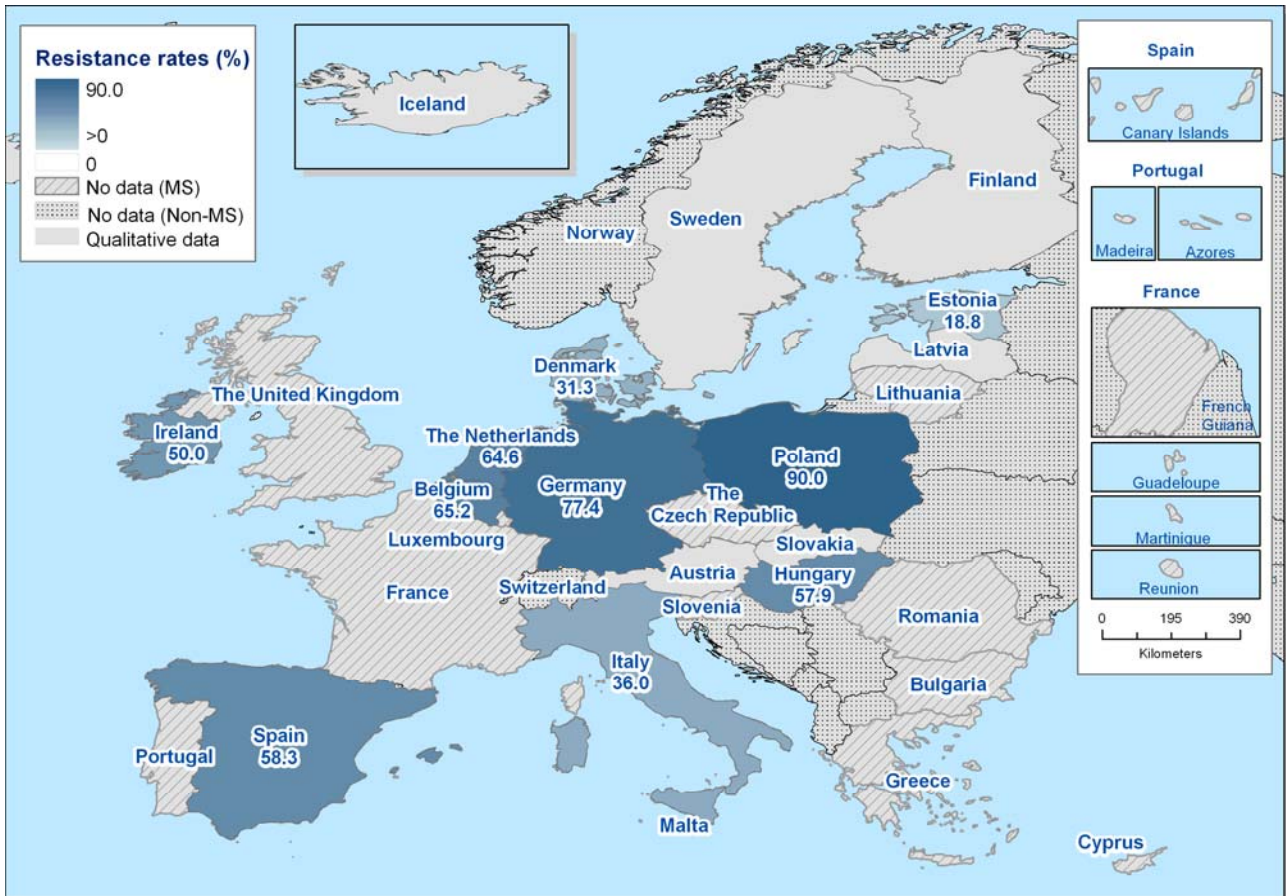 Resistance rates (%)
90.0
>0
0
No data (MS)
No data (Non-MS)
Qualitative data
Iceland
Norway
Sweden
Finland
Estonia
18.8
Latvia
Lithuania
Denmark
31.3
The United Kingdom
Ireland
50.0
The Netherlands
64.6
Belgium
65.2
Germany
77.4
Poland
90.0
The
Czech Republic
Luxembourg
Slovakia
France
Switzerland
Austria
Hungary
57.9
Slovenia
Romania
Italy
36.0
Bulgaria
Spain
58.3
Portugal
Greece
Malta
Cyprus
Spain
Canary Islands
Portugal
Madeira
Azores
France
French
Guiana
Guadeloupe
Martinique
Reunion
0 195 390
Kilometers